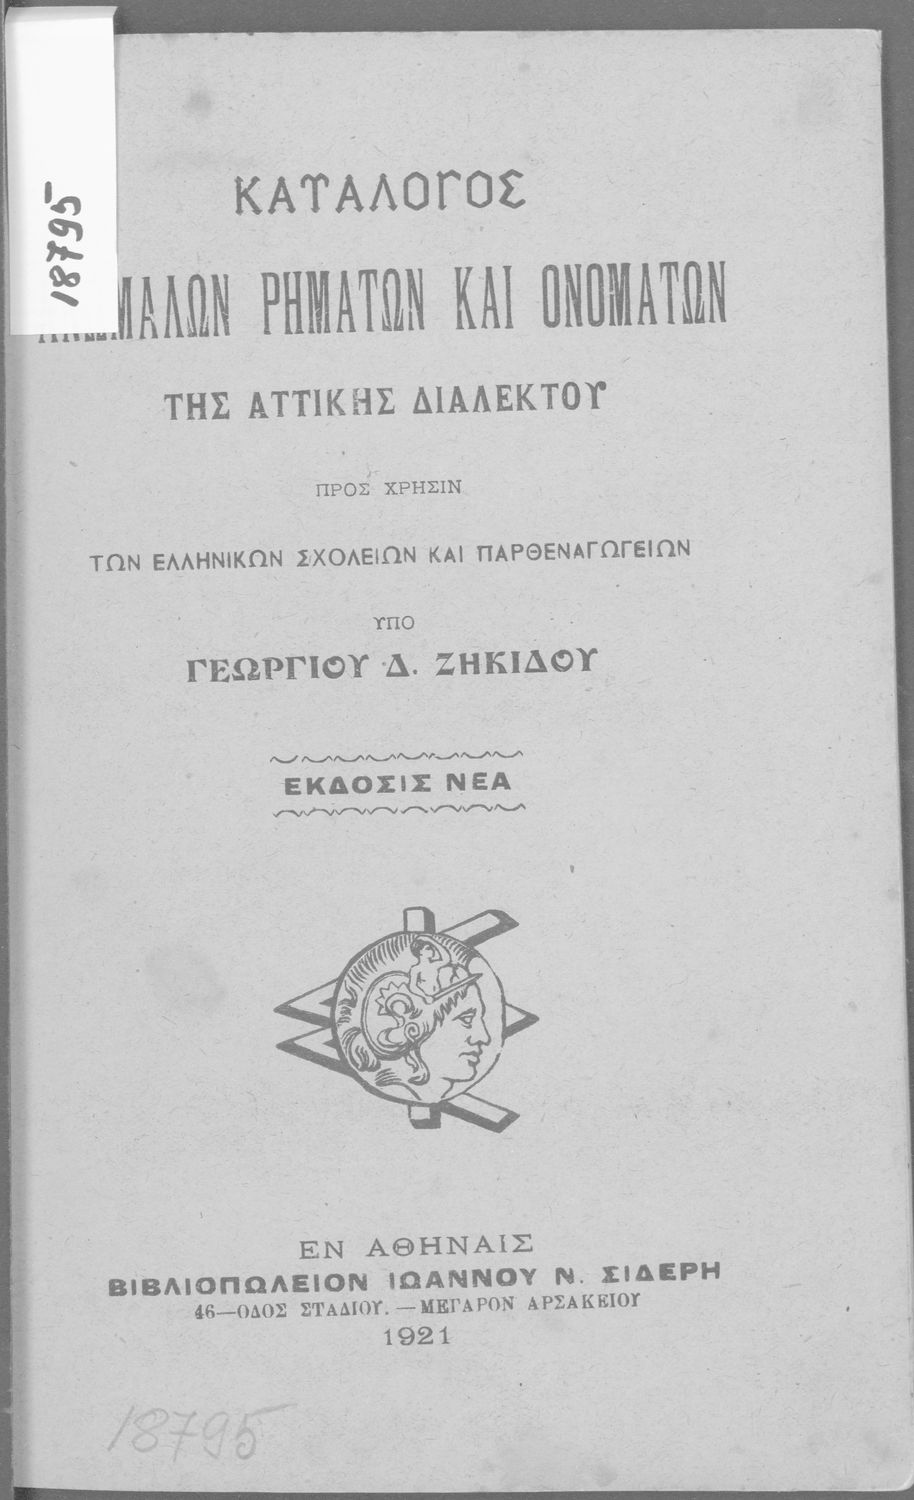 18795
ΚΑΤΑΛΟΓΟΣ
ΑΝΩΜΑΛΩΝ ΡΗΜΑΤΩΝ ΚΑΙ ΟΝΟΜΑΤΩΝ
ΤΗΣ ΑΤΤΙΚΗΣ ΔΙΑΛΕΚΤΟΥ
ΠΡΟΣ ΧΡΗΣΙΝ
ΤΩΝ ΕΛΛΗΝΙΚΩΝ ΣΧΟΛΕΙΩΝ ΚΑΙ ΠΑΡΘΕΝΑΓΩΓΕΙΩΝ
ΥΠΟ
ΓΕΩΡΓΙΟΥ Δ. ΖΗΚΙΔΟΥ
ΕΚΔΟΣΙΣ ΝΕΑ
ΕΝ ΑΘΗΝΑΙΣ
ΒΙΒΛΙΟΠΩΛΕΙΟΝ ΙΩΑΝΝΟΥ Ν. ΣΙΔΕΡΗ
46—ΟΔΟΣ ΣΤΑΔΙΟΥ. — ΜΕΓΑΡΟΝ ΑΡΣΑΚΕΙΟΥ
1921
18795